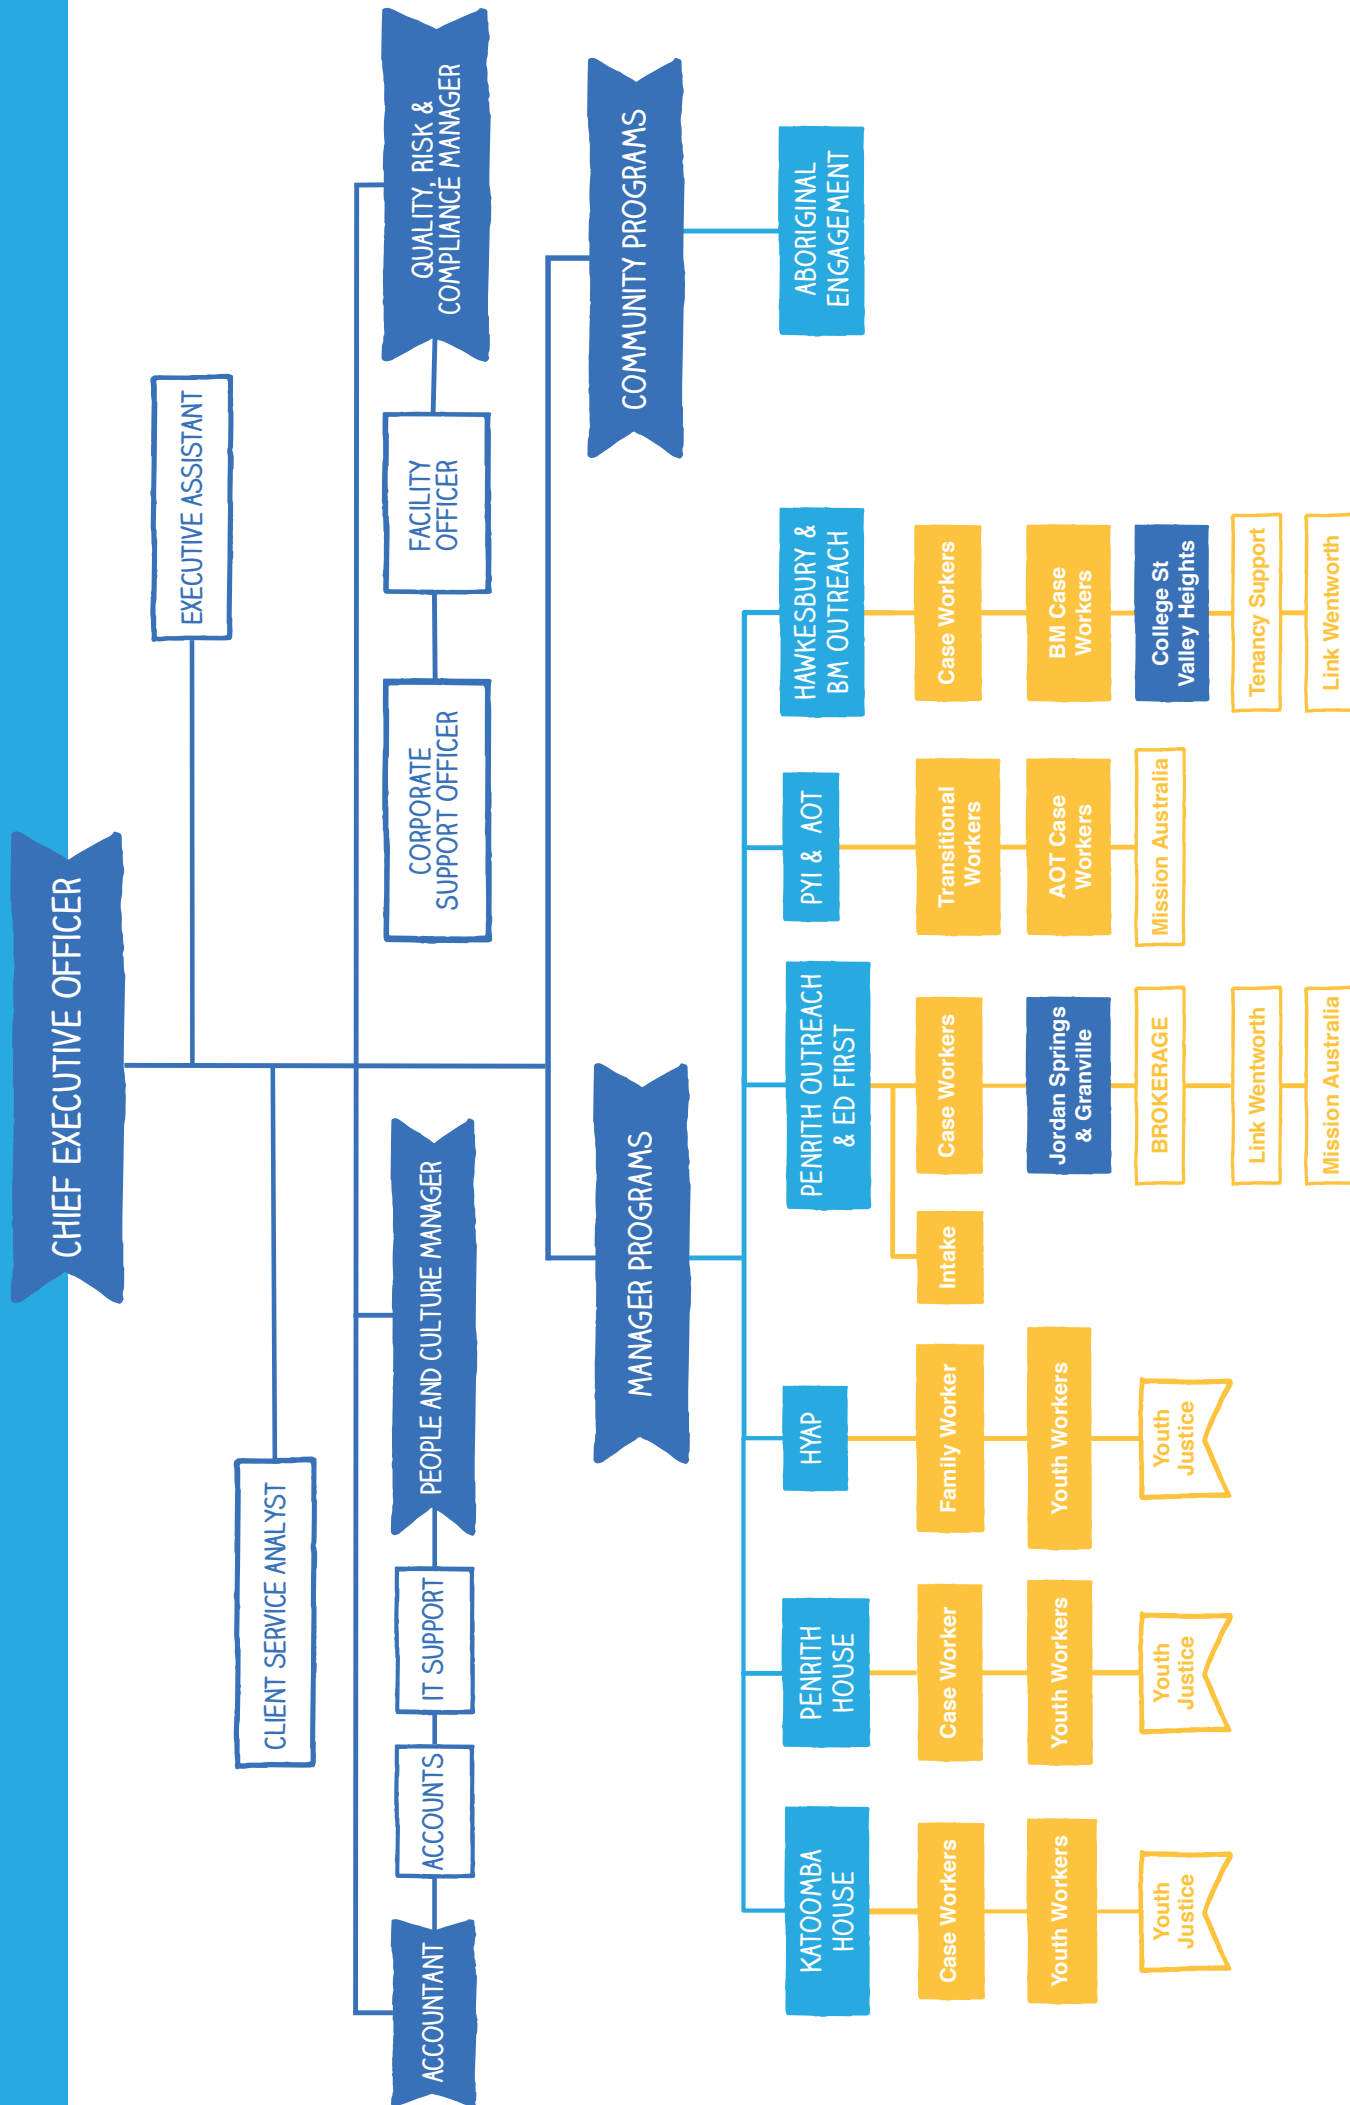 CHIEF EXECUTIVE OFFICER
EXECUTIVE ASSISTANT
CLIENT SERVICE ANALYST
ACCOUNTANT
ACCOUNTS
IT SUPPORT
PEOPLE AND CULTURE MANAGER
CORPORATE
SUPPORT OFFICER
FACILITY
OFFICER
QUALITY, RISK &
COMPLIANCE MANAGER
MANAGER PROGRAMS
COMMUNITY PROGRAMS
KATOOMBA
HOUSE
Case Workers
Youth Workers
Youth
Justice
PENRITH
HOUSE
Case Worker
Youth Workers
Youth
Justice
HYAP
Family Worker
Youth Workers
Youth
Justice
PENRITH OUTREACH
& ED FIRST
Intake
Case Workers
Jordan Springs
& Granville
BROKERAGE
Link Wentworth
Mission Australia
PYI & AOT
Transitional
Workers
AOT Case
Workers
Mission Australia
HAWKESBURY &
BM OUTREACH
Case Workers
BM Case
Workers
College St
Valley Heights
Tenancy Support
Link Wentworth
ABORIGINAL
ENGAGEMENT